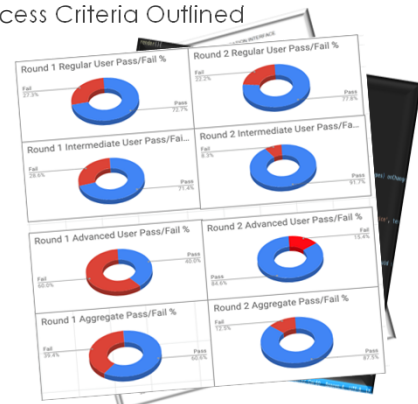 cess Criteria Outlined
Round 1 Regular User Pass/Fail %
Fail
27.3%
Pass
72.7%
Round 2 Regular User Pass/Fail %
Fail
22.2%
Pass
77.8%
Round 1 Intermediate User Pass/Fai...
Fail
28.6%
Pass
71.4%
Round 2 Intermediate User Pass/Fa...
Fail
8.3%
Pass
91.7%
Round 1 Advanced User Pass/Fail %
Pass
40.0%
Fail
60.0%
Round 2 Advanced User Pass/Fail %
Fail
15.4%
Pass
84.6%
Round 1 Aggregate Pass/Fail %
Fail
39.4%
Pass
60.6%
Round 2 Aggregate Pass/Fail %
Fail
12.5%
Pass
87.5%